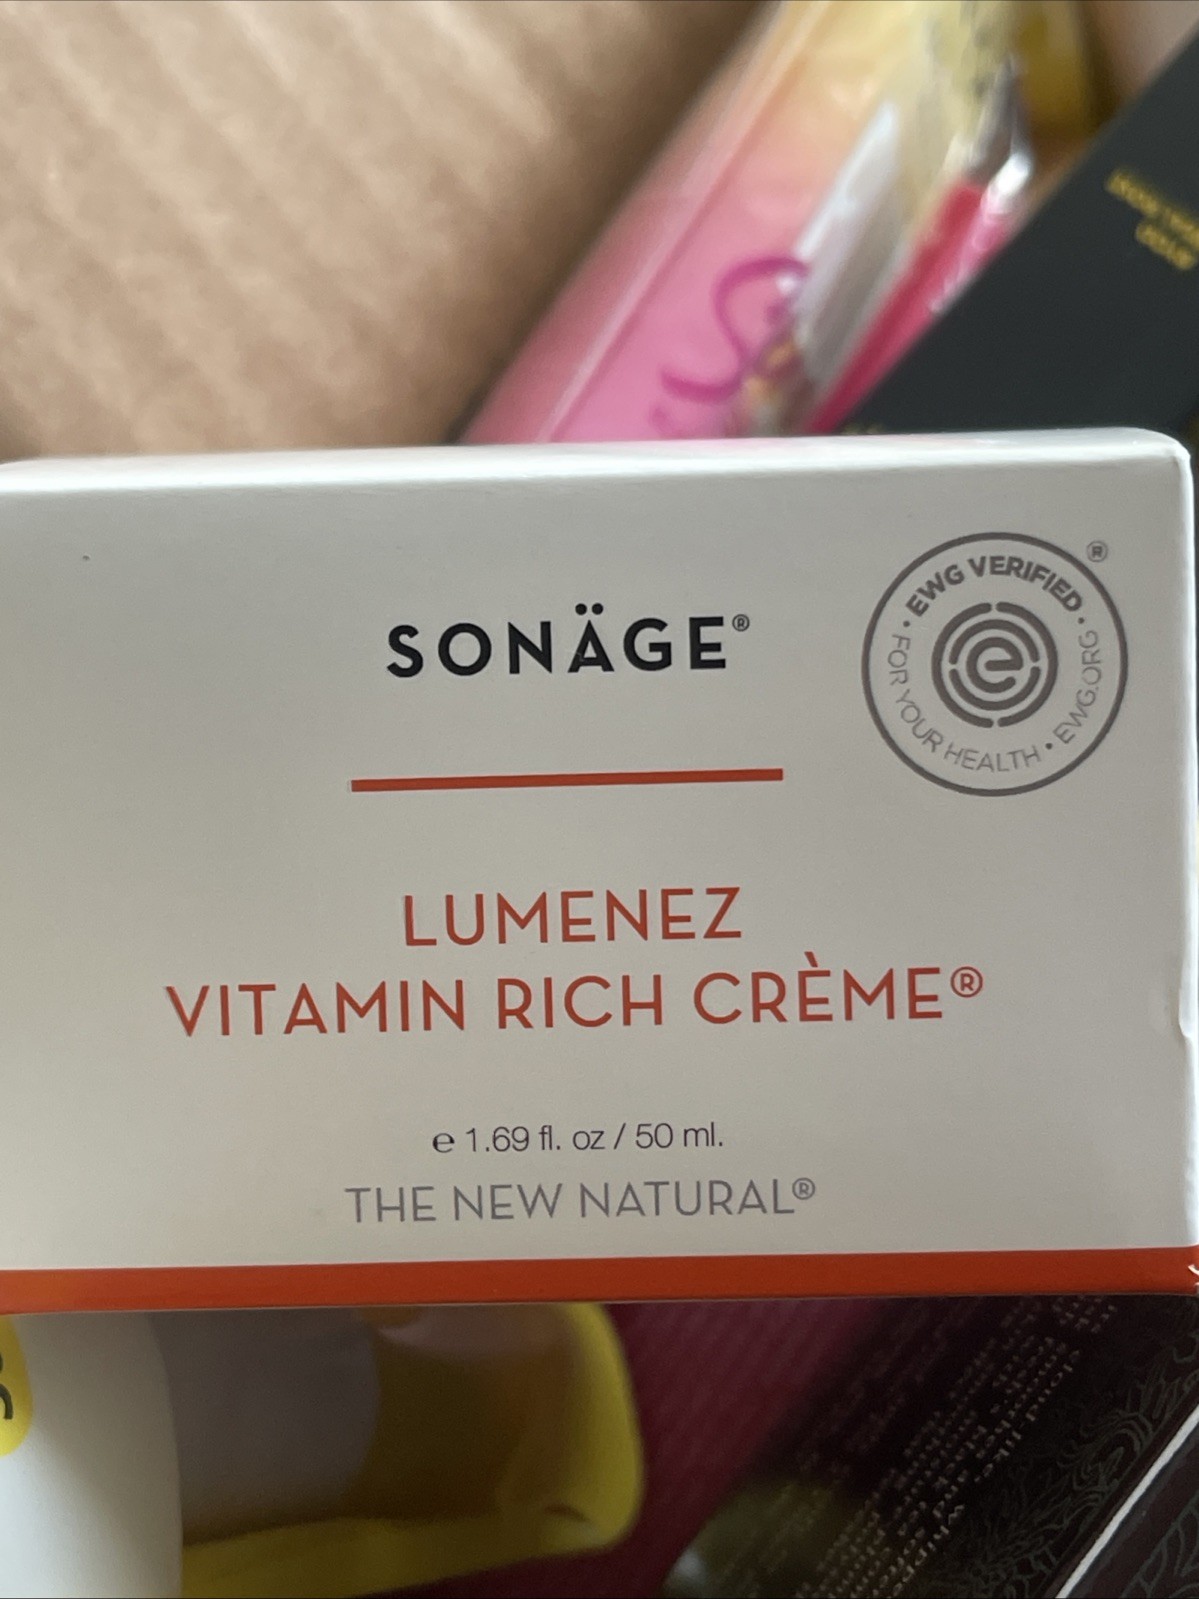 SONÄGE®
· EWG VERIFIED · ®
FOR YOUR HEALTH · EWG.ORG
LUMENEZ
VITAMIN RICH CRÈME®
℮ 1.69 fl. oz / 50 ml.
THE NEW NATURAL®